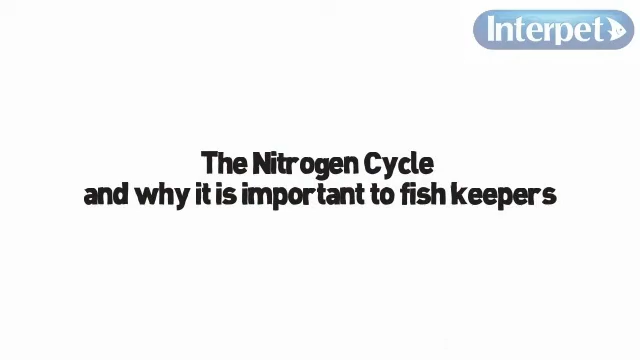 Interpet
The Nitrogen Cycle
and why it is important to fish keepers